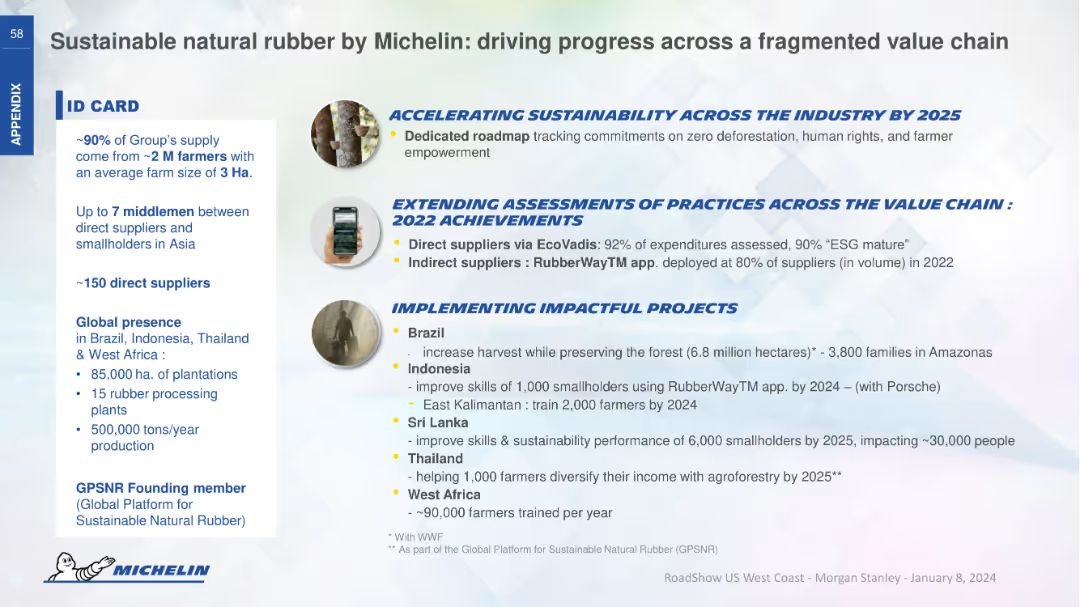 58
APPENDIX
Sustainable natural rubber by Michelin: driving progress across a fragmented value chain
ID CARD
~90% of Group's supply
come from ~2 M farmers with
an average farm size of 3 Ha.
Up to 7 middlemen between
direct suppliers and
smallholders in Asia
~150 direct suppliers
Global presence
in Brazil, Indonesia, Thailand
& West Africa :
• 85,000 ha. of plantations
• 15 rubber processing
plants
• 500,000 tons/year
production
GPSNR Founding member
(Global Platform for
Sustainable Natural Rubber)
ACCELERATING SUSTAINABILITY ACROSS THE INDUSTRY BY 2025
• Dedicated roadmap tracking commitments on zero deforestation, human rights, and farmer
empowerment
EXTENDING ASSESSMENTS OF PRACTICES ACROSS THE VALUE CHAIN :
2022 ACHIEVEMENTS
• Direct suppliers via EcoVadis: 92% of expenditures assessed, 90% “ESG mature”
• Indirect suppliers : RubberWayTM app. deployed at 80% of suppliers (in volume) in 2022
IMPLEMENTING IMPACTFUL PROJECTS
• Brazil
. increase harvest while preserving the forest (6.8 million hectares)* - 3,800 families in Amazonas
• Indonesia
- improve skills of 1,000 smallholders using RubberWayTM app. by 2024 – (with Porsche)
− East Kalimantan : train 2,000 farmers by 2024
• Sri Lanka
- improve skills & sustainability performance of 6,000 smallholders by 2025, impacting ~30,000 people
• Thailand
- helping 1,000 farmers diversify their income with agroforestry by 2025**
• West Africa
- ~90,000 farmers trained per year
* With WWF
** As part of the Global Platform for Sustainable Natural Rubber (GPSNR)
MICHELIN
RoadShow US West Coast - Morgan Stanley - January 8, 2024